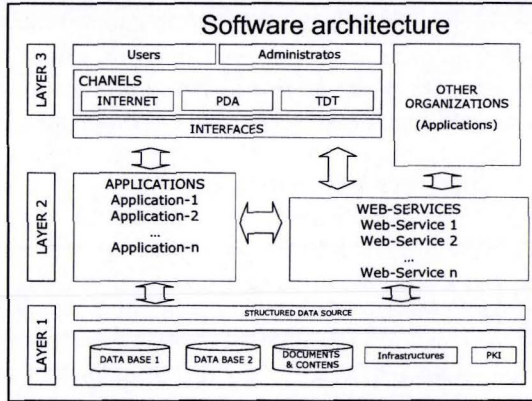 Software architecture
LAYER 3
Users
Administratos
CHANELS
INTERNET
PDA
TDT
INTERFACES
OTHER
ORGANIZATIONS
(Applications)
LAYER 2
APPLICATIONS
Application-1
Application-2
...
Application-n
WEB-SERVICES
Web-Service 1
Web-Service 2
...
Web-Service n
LAYER 1
STRUCTURED DATA SOURCE
DATA BASE 1
DATA BASE 2
DOCUMENTS
& CONTENS
Infrastructures
PKI